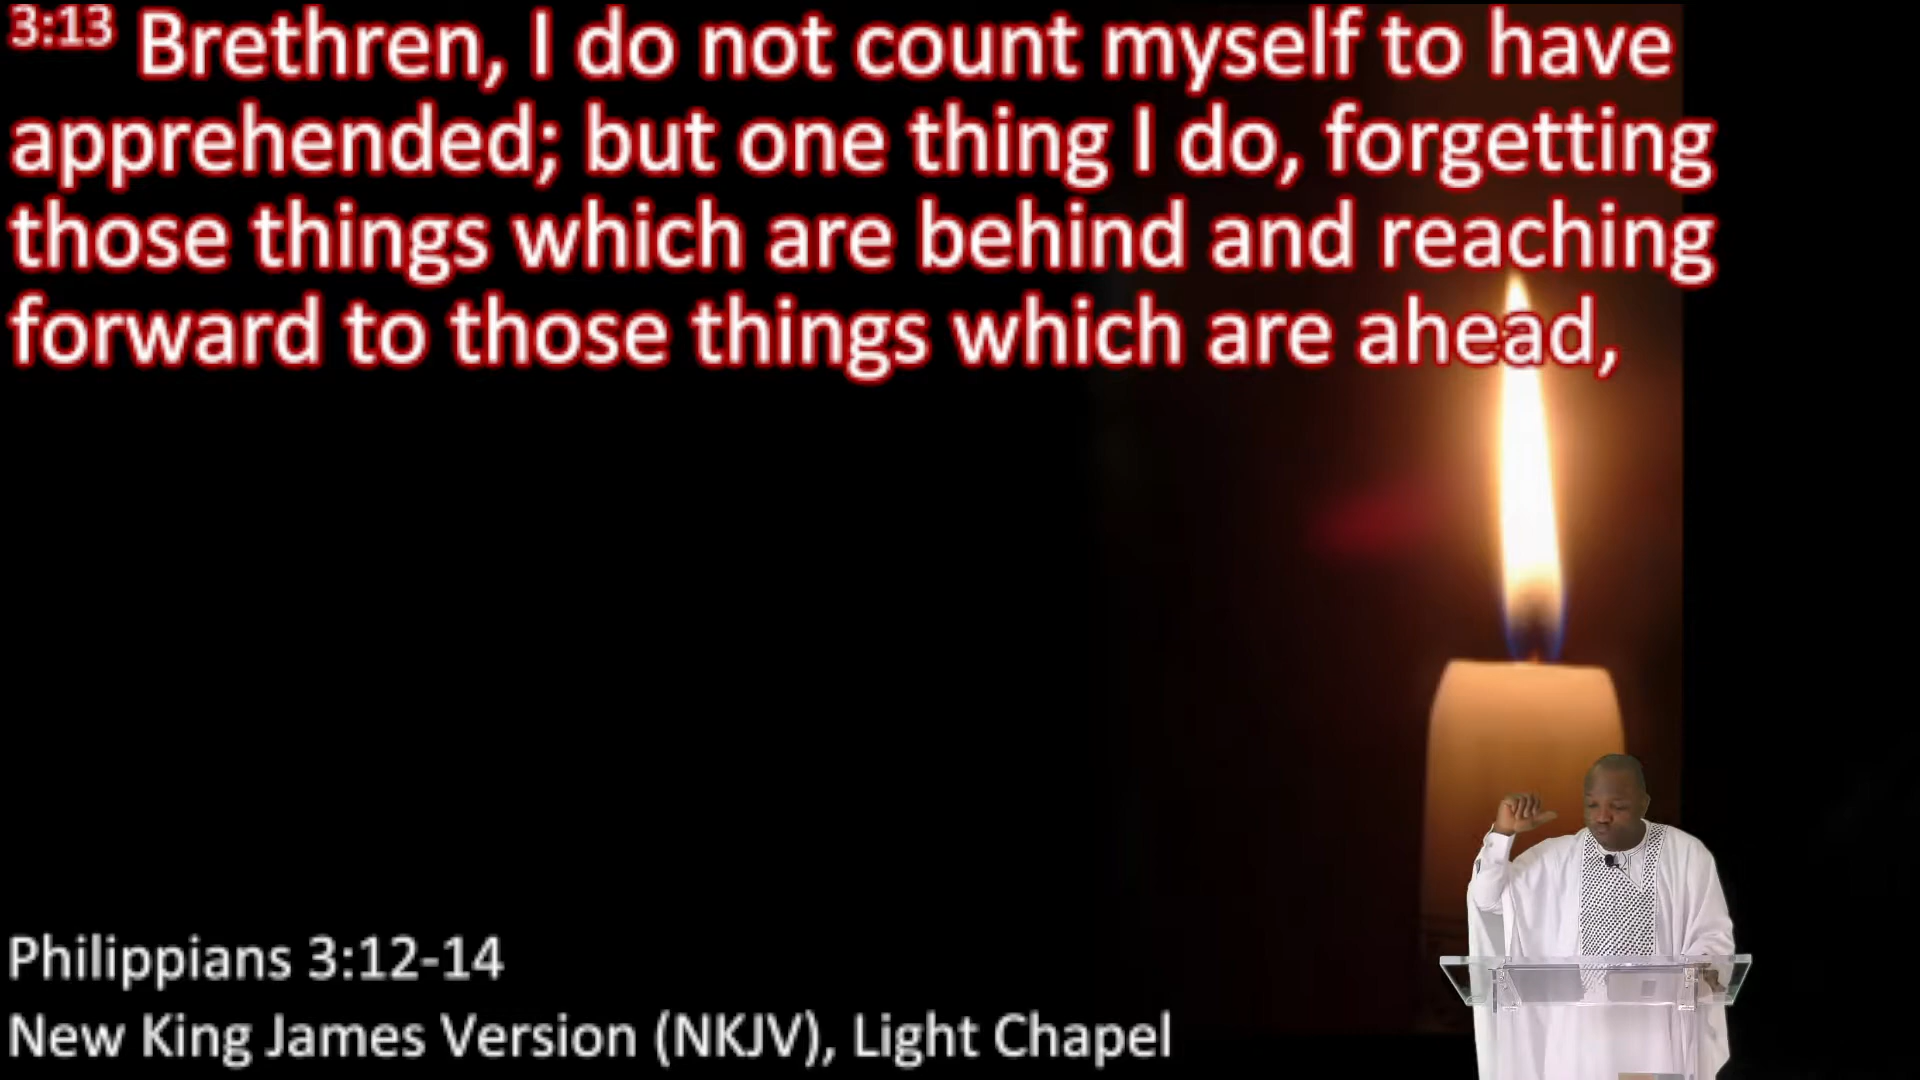 3:13 Brethren, I do not count myself to have
apprehended; but one thing I do, forgetting
those things which are behind and reaching
forward to those things which are ahead,
Philippians 3:12-14
New King James Version (NKJV), Light Chapel